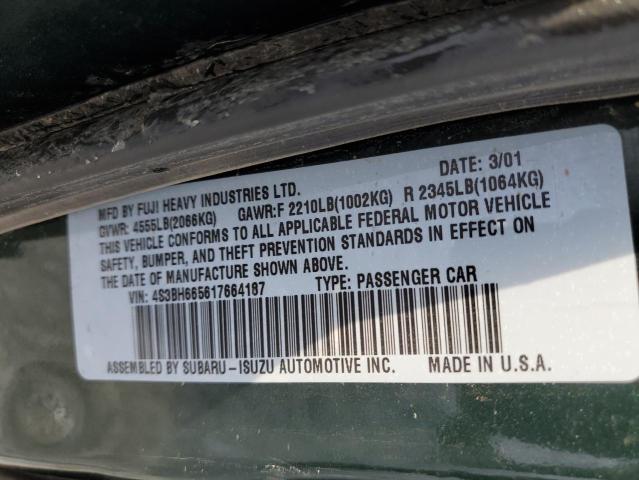 MFD BY FUJI HEAVY INDUSTRIES LTD. DATE: 3/01
GVWR: 4555LB(2066KG) GAWR:F 2210LB(1002KG) R 2345LB(1064KG)
THIS VEHICLE CONFORMS TO ALL APPLICABLE FEDERAL MOTOR VEHICLE
SAFETY, BUMPER, AND THEFT PREVENTION STANDARDS IN EFFECT ON
THE DATE OF MANUFACTURE SHOWN ABOVE.
VIN: 4S3BH665617664187 TYPE: PASSENGER CAR
ASSEMBLED BY SUBARU-ISUZU AUTOMOTIVE INC. MADE IN U.S.A.